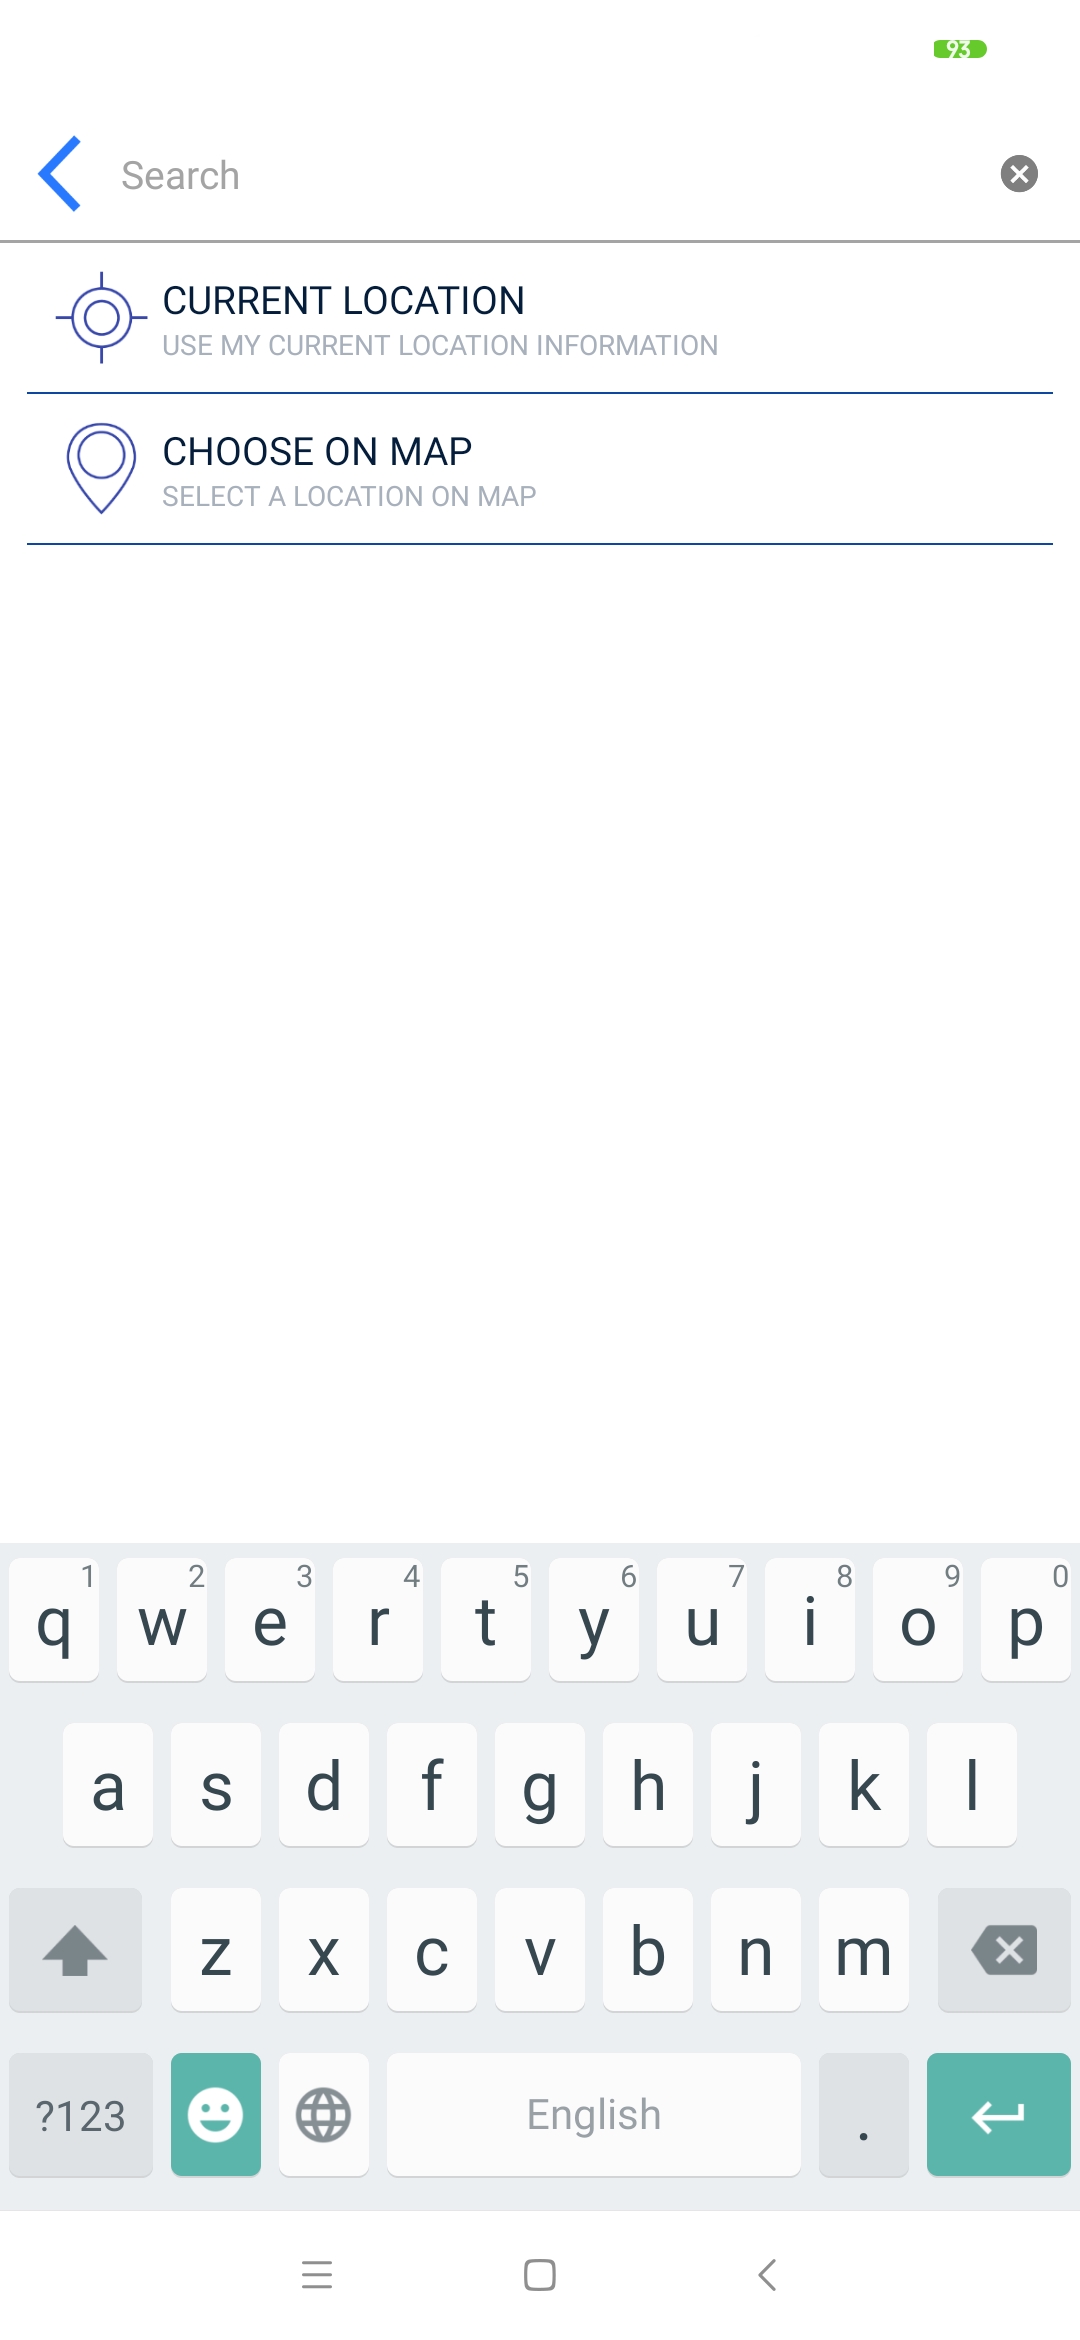 93
Search
CURRENT LOCATION
USE MY CURRENT LOCATION INFORMATION
CHOOSE ON MAP
SELECT A LOCATION ON MAP
1 2 3 4 5 6 7 8 9 0
q w e r t y u i o p
a s d f g h j k l
z x c v b n m
?123 English .